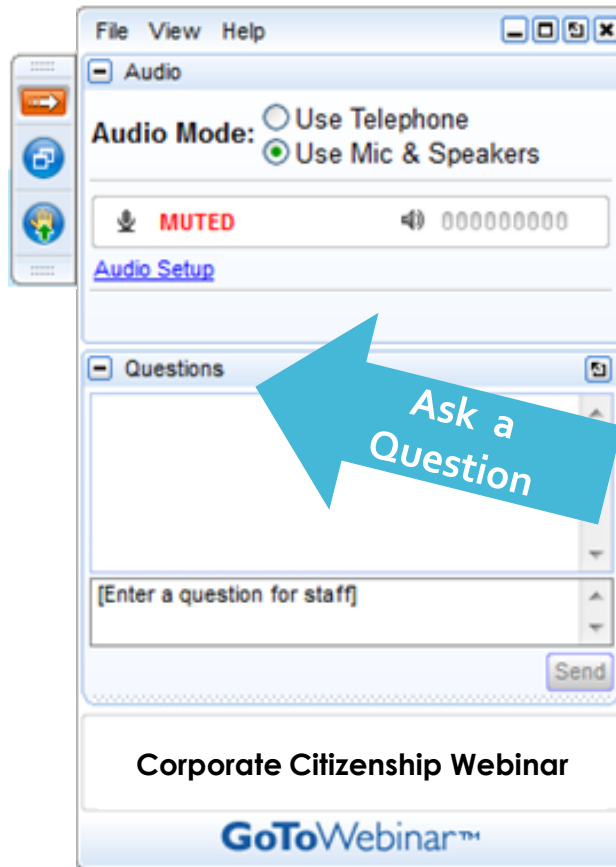 File View Help
Audio
Audio Mode:
Use Telephone
Use Mic & Speakers
MUTED
000000000
Audio Setup
Questions
Ask a
Question
[Enter a question for staff]
Send
Corporate Citizenship Webinar
GoToWebinar™